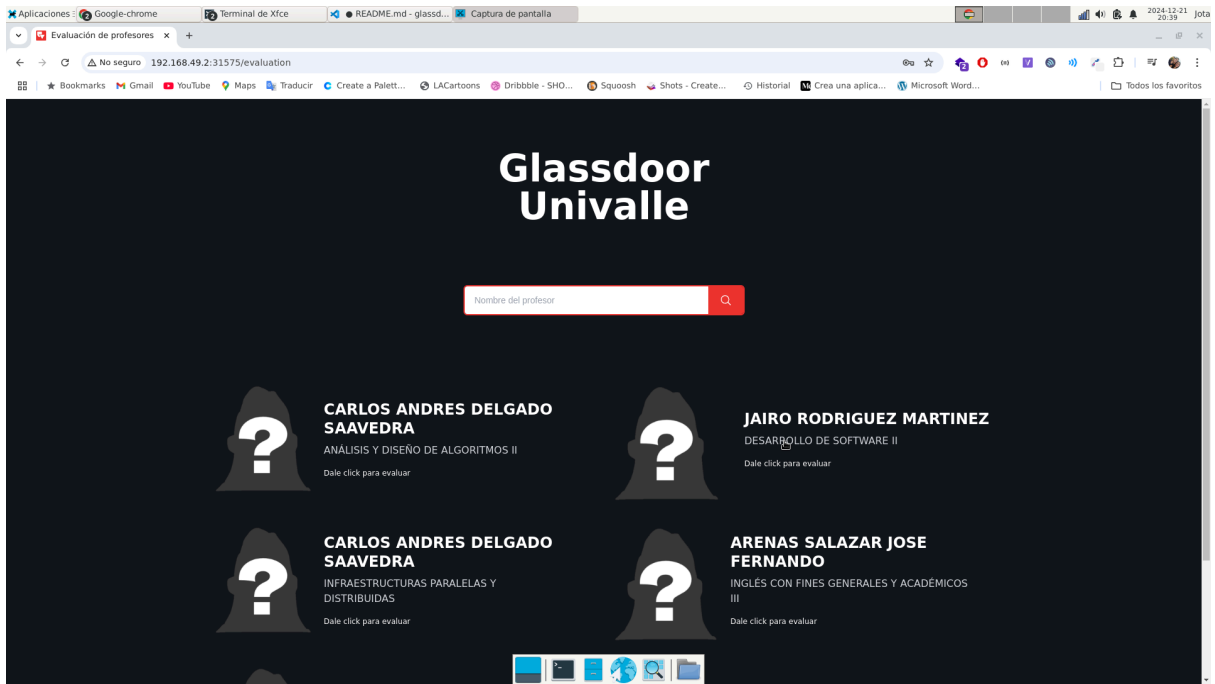 Aplicaciones
Google-chrome
Terminal de Xfce
README.md - glassd...
Captura de pantalla
2024-12-21
20:39
Jota
Evaluación de profesores
No seguro
192.168.49.2:31575/evaluation
Bookmarks
Gmail
YouTube
Maps
Traducir
Create a Palett...
LACartoons
Dribbble - SHO...
Squoosh
Shots - Create...
Historial
Crea una aplica...
Microsoft Word...
Todos los favoritos
Glassdoor
Univalle
Nombre del profesor
CARLOS ANDRES DELGADO
SAAVEDRA
ANÁLISIS Y DISEÑO DE ALGORITMOS II
Dale click para evaluar
JAIRO RODRIGUEZ MARTINEZ
DESARROLLO DE SOFTWARE II
Dale click para evaluar
CARLOS ANDRES DELGADO
SAAVEDRA
INFRAESTRUCTURAS PARALELAS Y
DISTRIBUIDAS
Dale click para evaluar
ARENAS SALAZAR JOSE
FERNANDO
INGLÉS CON FINES GENERALES Y ACADÉMICOS
III
Dale click para evaluar